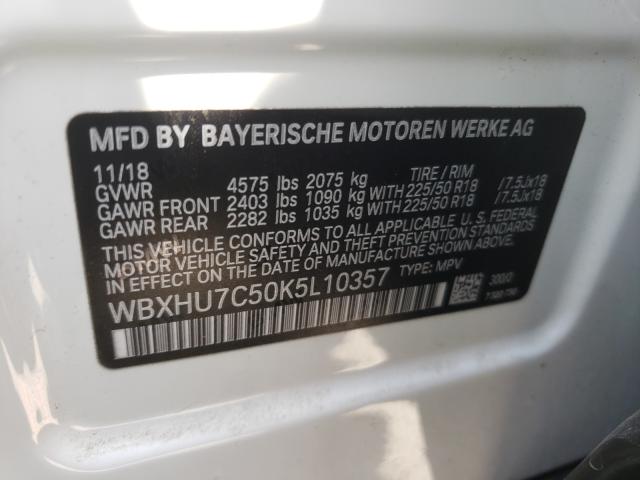 MFD BY BAYERISCHE MOTOREN WERKE AG
11/18 TIRE / RIM
GVWR 4575 lbs 2075 kg
GAWR FRONT 2403 lbs 1090 kg WITH 225/50 R18 / 7.5Jx18
GAWR REAR 2282 lbs 1035 kg WITH 225/50 R18 / 7.5Jx18
THIS VEHICLE CONFORMS TO ALL APPLICABLE U. S. FEDERAL
MOTOR VEHICLE SAFETY AND THEFT PREVENTION STANDARDS
IN EFFECT ON THE DATE OF MANUFACTURE SHOWN ABOVE.
WBXHU7C50K5L10357 TYPE: MPV